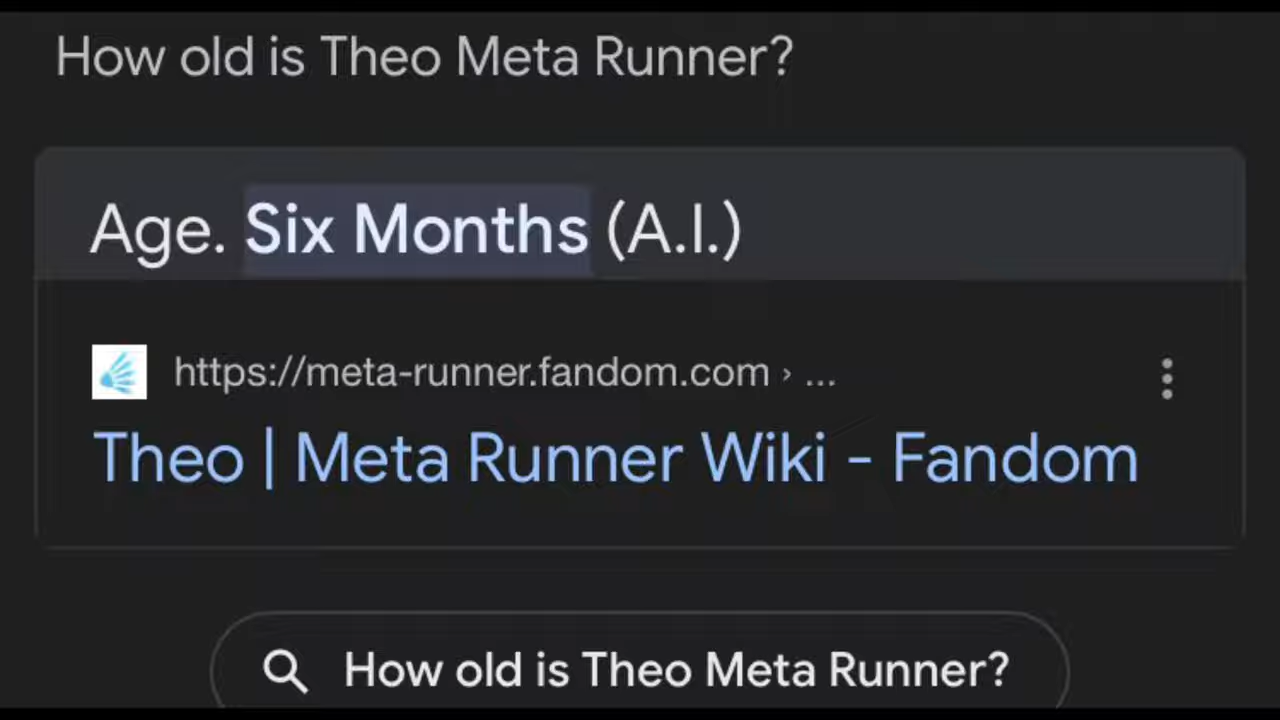 How old is Theo Meta Runner?
Age. Six Months (A.I.)
https://meta-runner.fandom.com › ...
Theo | Meta Runner Wiki - Fandom
How old is Theo Meta Runner?